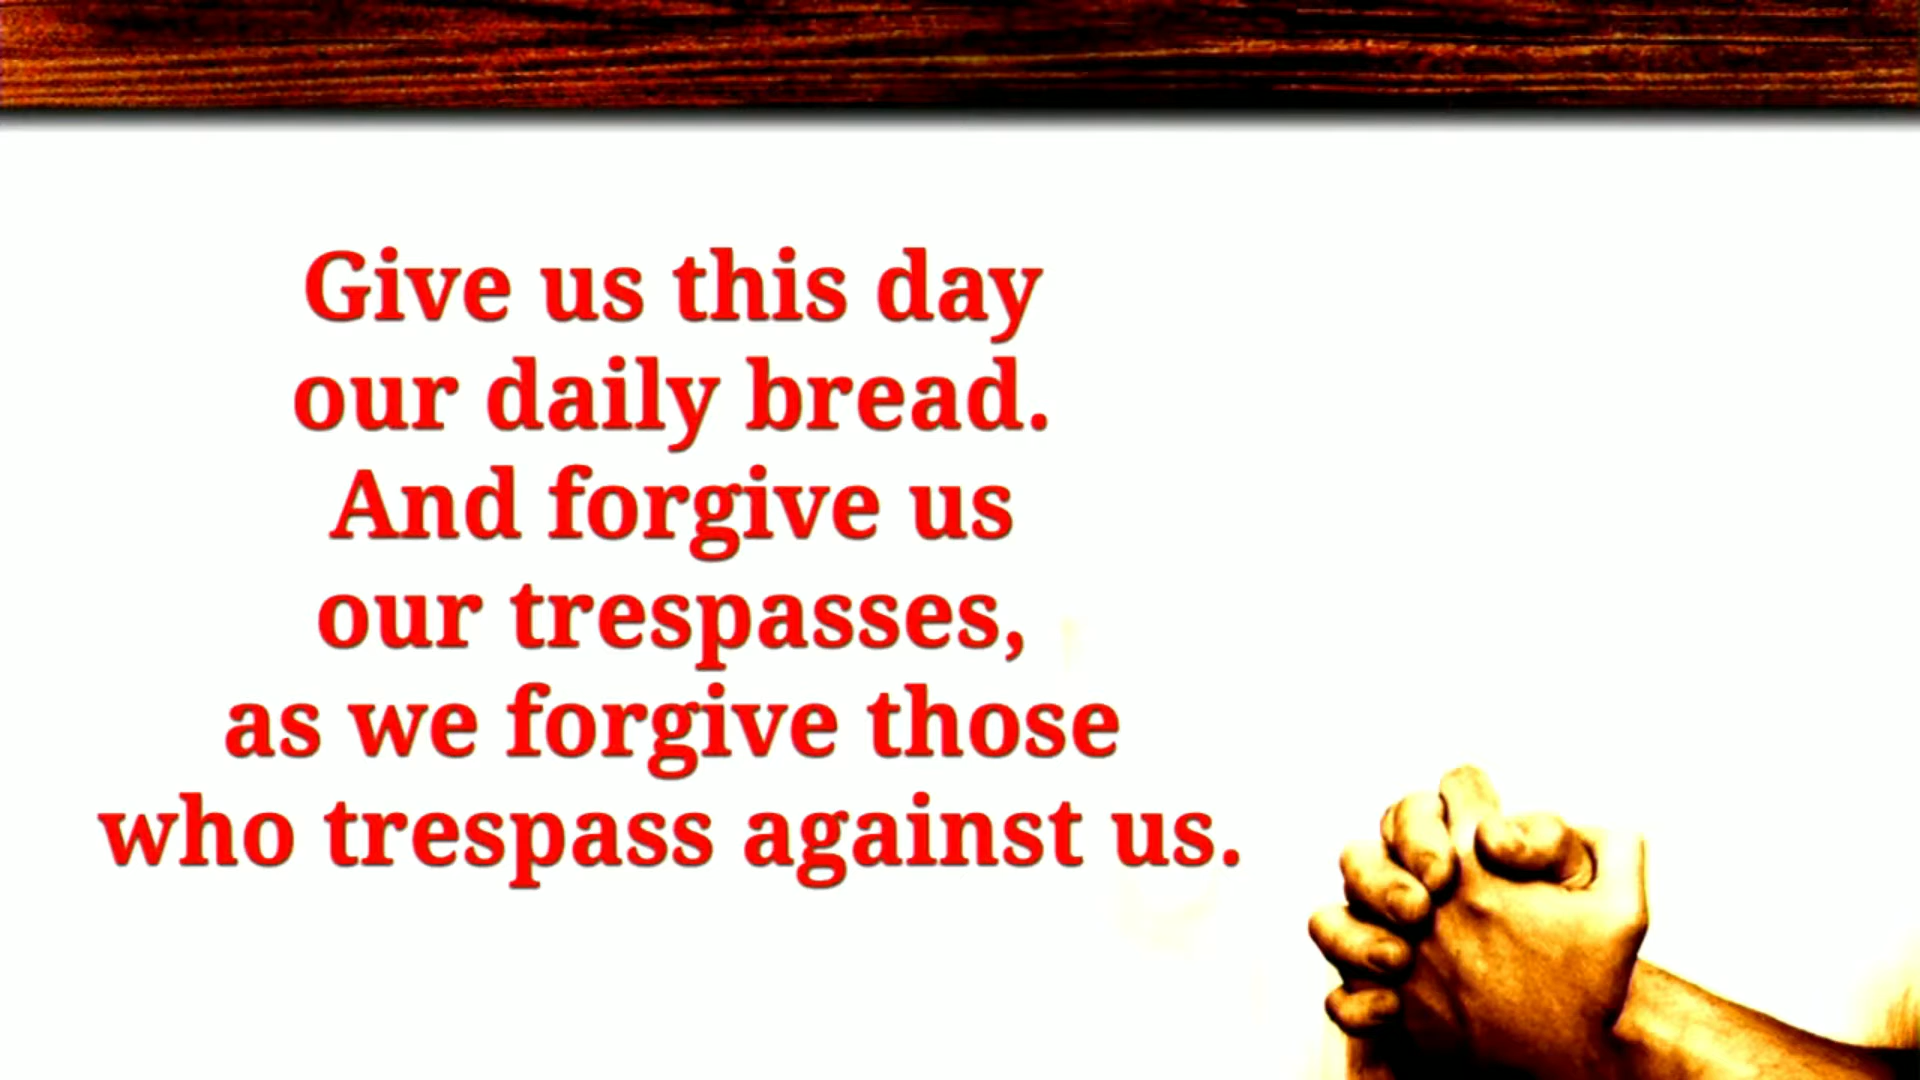 Give us this day
our daily bread.
And forgive us
our trespasses,
as we forgive those
who trespass against us.